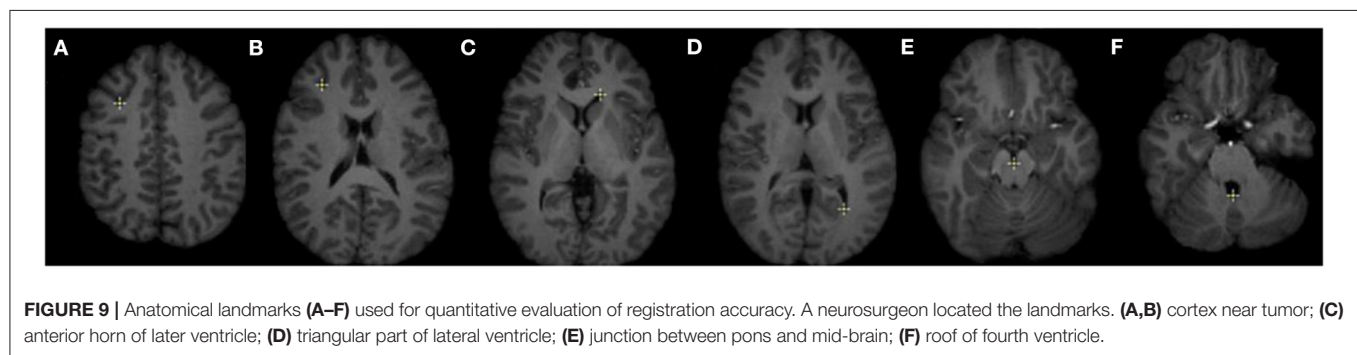 A B C D E F
FIGURE 9 | Anatomical landmarks (A–F) used for quantitative evaluation of registration accuracy. A neurosurgeon located the landmarks. (A,B) cortex near tumor; (C)
anterior horn of later ventricle; (D) triangular part of lateral ventricle; (E) junction between pons and mid-brain; (F) roof of fourth ventricle.